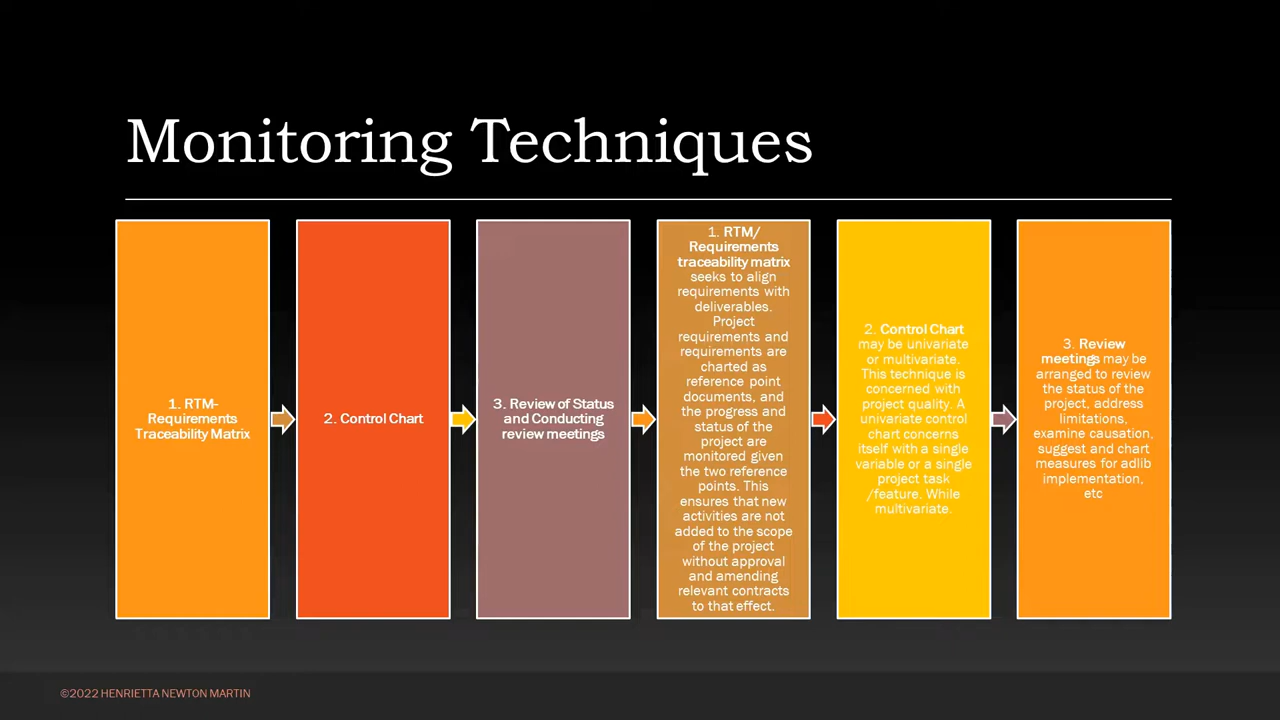 Monitoring Techniques
1. RTM-
Requirements
Traceability Matrix
2. Control Chart
3. Review of Status
and Conducting
review meetings
1. RTM/
Requirements
traceability matrix
seeks to align
requirements with
deliverables.
Project
requirements and
requirements are
charted as
reference point
documents, and
the progress and
status of the
project are
monitored given
the two reference
points. This
ensures that new
activities are not
added to the scope
of the project
without approval
and amending
relevant contracts
to that effect.
2. Control Chart
may be univariate
or multivariate.
This technique is
concerned with
project quality. A
univariate control
chart concerns
itself with a single
variable or a single
project task
/feature. While
multivariate.
3. Review
meetings may be
arranged to review
the status of the
project, address
limitations,
examine causation,
suggest and chart
measures for adlib
implementation,
etc
©2022 HENRIETTA NEWTON MARTIN